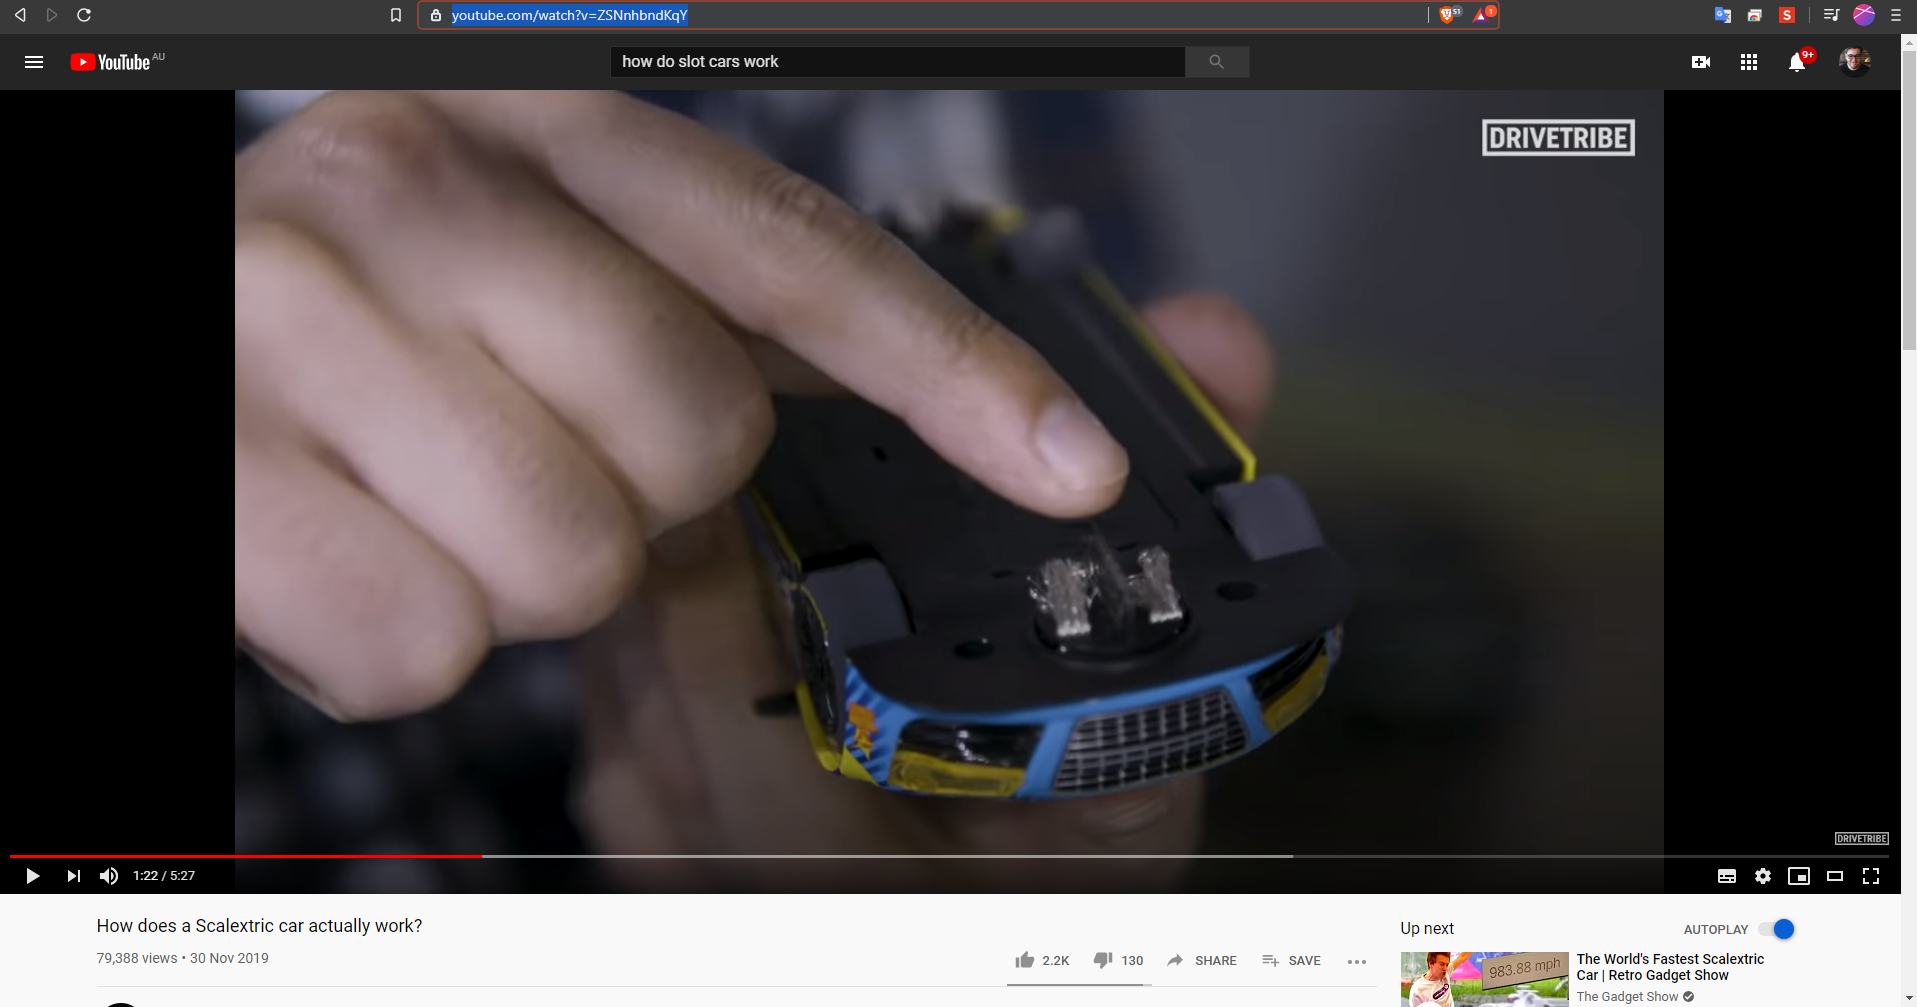 youtube.com/watch?v=ZSNnhbndKqY
51
1
S
YouTube AU
how do slot cars work
9+
DRIVETRIBE
DRIVETRIBE
1:22 / 5:27
How does a Scalextric car actually work?
79,388 views • 30 Nov 2019
2.2K
130
SHARE
SAVE
Up next
AUTOPLAY
983.88 mph
The World's Fastest Scalextric
Car | Retro Gadget Show
The Gadget Show